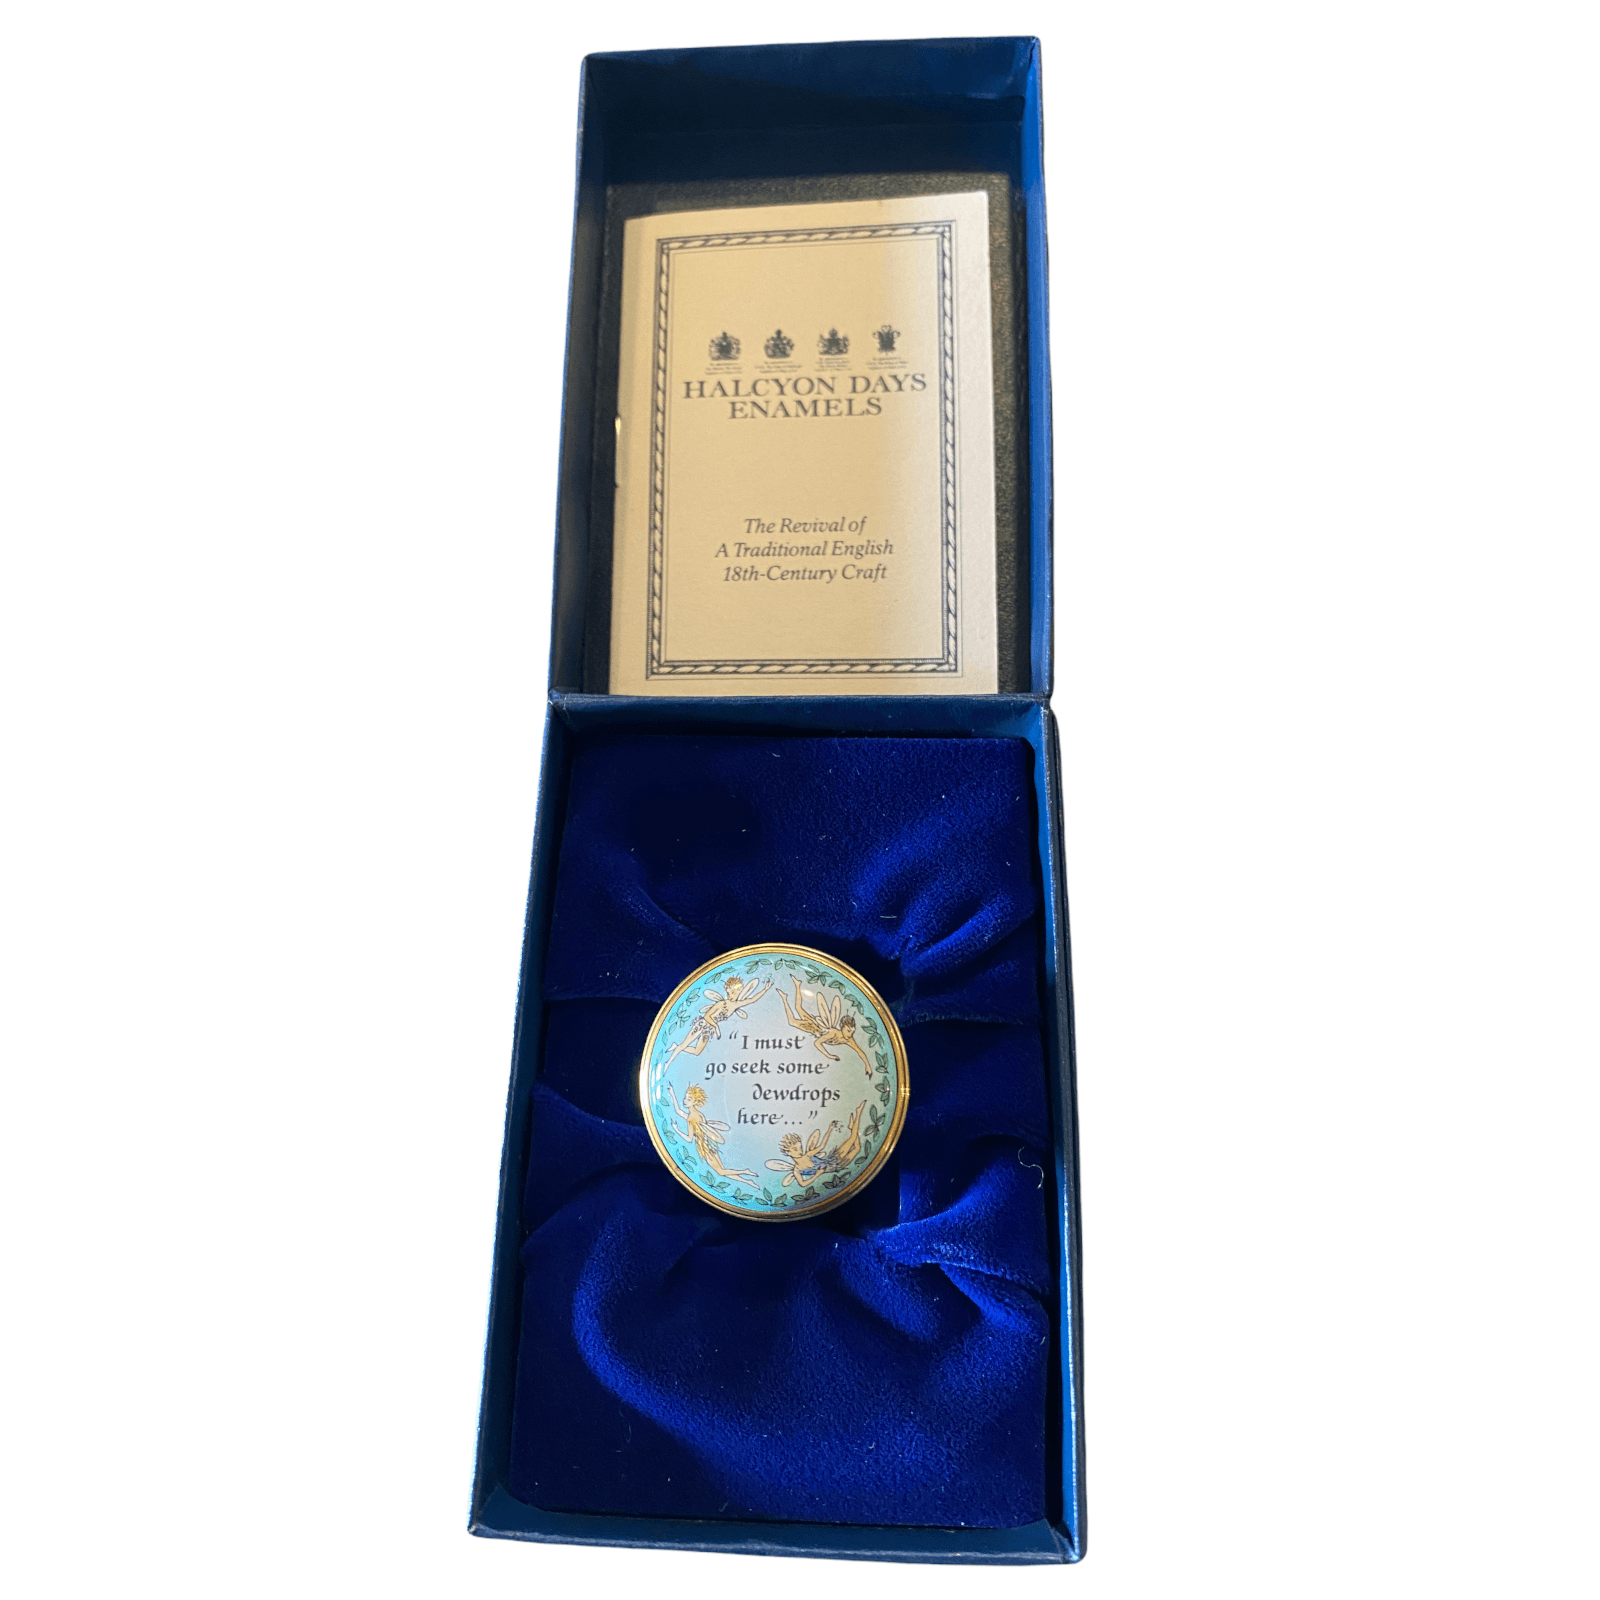 HALCYON DAYS
ENAMELS
The Revival of
A Traditional English
18th-Century Craft
"I must
go seek some
dewdrops
here..."